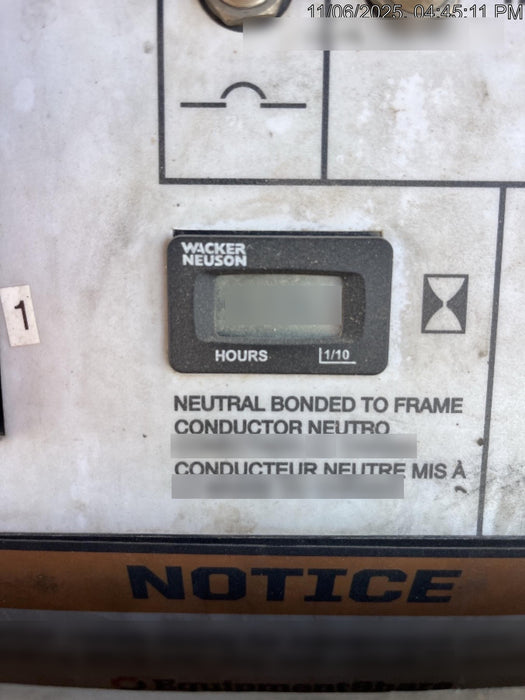 11/06/2025, 04:45:11 PM
WACKER
NEUSON
1
HOURS 1/10
NEUTRAL BONDED TO FRAME
CONDUCTOR NEUTRO
CONDUCTEUR NEUTRE MIS À
NOTICE
EquipmentShare